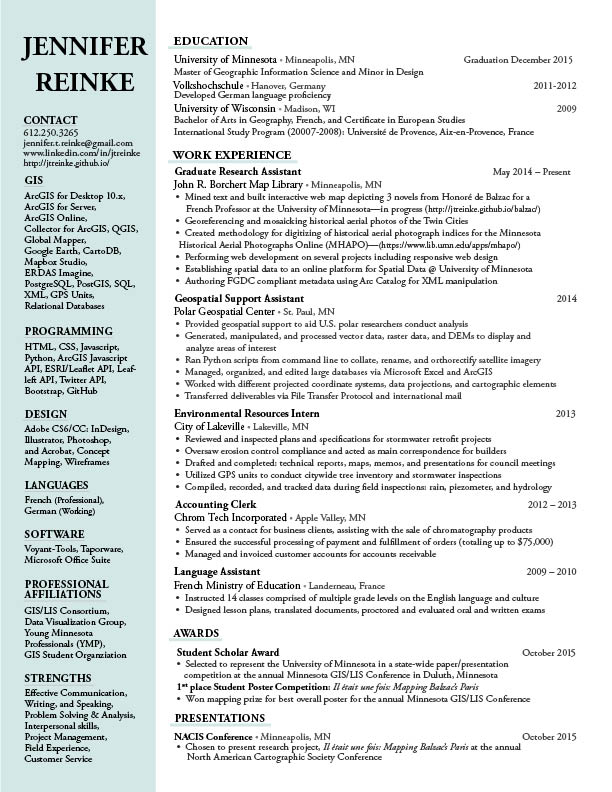 JENNIFER
REINKE
CONTACT
612.250.3265
jennifer.t.reinke@gmail.com
www.linkedin.com/in/jtreinke
http://jtreinke.github.io/
GIS
ArcGIS for Desktop 10.x,
ArcGIS for Server,
ArcGIS Online,
Collector for ArcGIS, QGIS,
Global Mapper,
Google Earth, CartoDB,
Mapbox Studio,
ERDAS Imagine,
PostgreSQL, PostGIS, SQL,
XML, GPS Units,
Relational Databases
PROGRAMMING
HTML, CSS, Javascript,
Python, ArcGIS Javascript
API, ESRI/Leaflet API, Leaf-
left API, Twitter API,
Bootstrap, GitHub
DESIGN
Adobe CS6/CC: InDesign,
Illustrator, Photoshop,
and Acrobat, Concept
Mapping, Wireframes
LANGUAGES
French (Professional),
German (Working)
SOFTWARE
Voyant-Tools, Taporware,
Microsoft Office Suite
PROFESSIONAL
AFFILIATIONS
GIS/LIS Consortium,
Data Visualization Group,
Young Minnesota
Professionals (YMP),
GIS Student Organziation
STRENGTHS
Effective Communication,
Writing, and Speaking,
Problem Solving & Analysis,
Interpersonal skills,
Project Management,
Field Experience,
Customer Service
EDUCATION
University of Minnesota • Minneapolis, MN Graduation December 2015
Master of Geographic Information Science and Minor in Design
Volkshochschule • Hanover, Germany 2011-2012
Developed German language proficiency
University of Wisconsin • Madison, WI 2009
Bachelor of Arts in Geography, French, and Certificate in European Studies
International Study Program (20007-2008): Université de Provence, Aix-en-Provence, France
WORK EXPERIENCE
Graduate Research Assistant May 2014 – Present
John R. Borchert Map Library • Minneapolis, MN
• Mined text and built interactive web map depicting 3 novels from Honoré de Balzac for a
French Professor at the University of Minnesota—in progress (http://jtreinke.github.io/balzac/)
• Georeferencing and mosaicking historical aerial photos of the Twin Cities
• Created methodology for digitizing of historical aerial photograph indices for the Minnesota
Historical Aerial Photographs Online (MHAPO)—(https://www.lib.umn.edu/apps/mhapo/)
• Performing web development on several projects including responsive web design
• Establishing spatial data to an online platform for Spatial Data @ University of Minnesota
• Authoring FGDC compliant metadata using Arc Catalog for XML manipulation
Geospatial Support Assistant 2014
Polar Geospatial Center • St. Paul, MN
• Provided geospatial support to aid U.S. polar researchers conduct analysis
• Generated, manipulated, and processed vector data, raster data, and DEMs to display and
analyze areas of interest
• Ran Python scripts from command line to collate, rename, and orthorectify satellite imagery
• Managed, organized, and edited large databases via Microsoft Excel and ArcGIS
• Worked with different projected coordinate systems, data projections, and cartographic elements
• Transferred deliverables via File Transfer Protocol and international mail
Environmental Resources Intern 2013
City of Lakeville • Lakeville, MN
• Reviewed and inspected plans and specifications for stormwater retrofit projects
• Oversaw erosion control compliance and acted as main correspondence for builders
• Drafted and completed: technical reports, maps, memos, and presentations for council meetings
• Utilized GPS units to conduct citywide tree inventory and stormwater inspections
• Compiled, recorded, and tracked data during field inspections: rain, piezometer, and hydrology
Accounting Clerk 2012 – 2013
Chrom Tech Incorporated • Apple Valley, MN
• Served as a contact for business clients, assisting with the sale of chromatography products
• Ensured the successful processing of payment and fulfillment of orders (totaling up to $75,000)
• Managed and invoiced customer accounts for accounts receivable
Language Assistant 2009 – 2010
French Ministry of Education • Landerneau, France
• Instructed 14 classes comprised of multiple grade levels on the English language and culture
• Designed lesson plans, translated documents, proctored and evaluated oral and written exams
AWARDS
Student Scholar Award October 2015
• Selected to represent the University of Minnesota in a state-wide paper/presentation
competition at the annual Minnesota GIS/LIS Conference in Duluth, Minnesota
1st place Student Poster Competition: Il était une fois: Mapping Balzac's Paris
• Won mapping prize for best overall poster for the annual Minnesota GIS/LIS Conference
PRESENTATIONS
NACIS Conference • Minneapolis, MN October 2015
• Chosen to present research project, Il était une fois: Mapping Balzac's Paris at the annual
North American Cartographic Society Conference